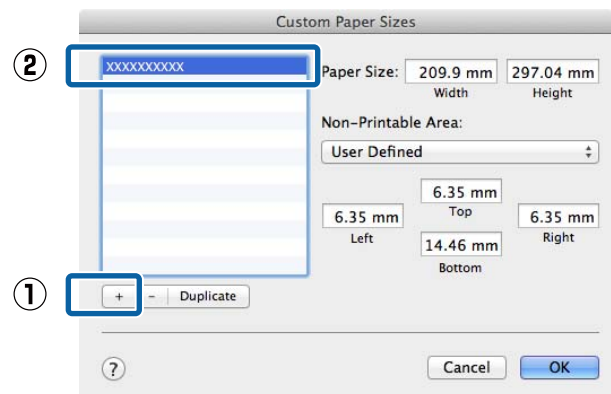 Custom Paper Sizes
②
XXXXXXXXXX
Paper Size: 209.9 mm 297.04 mm
Width Height
Non-Printable Area:
User Defined
6.35 mm
Top
6.35 mm 6.35 mm
Left Right
14.46 mm
Bottom
①
+ - Duplicate
? Cancel OK